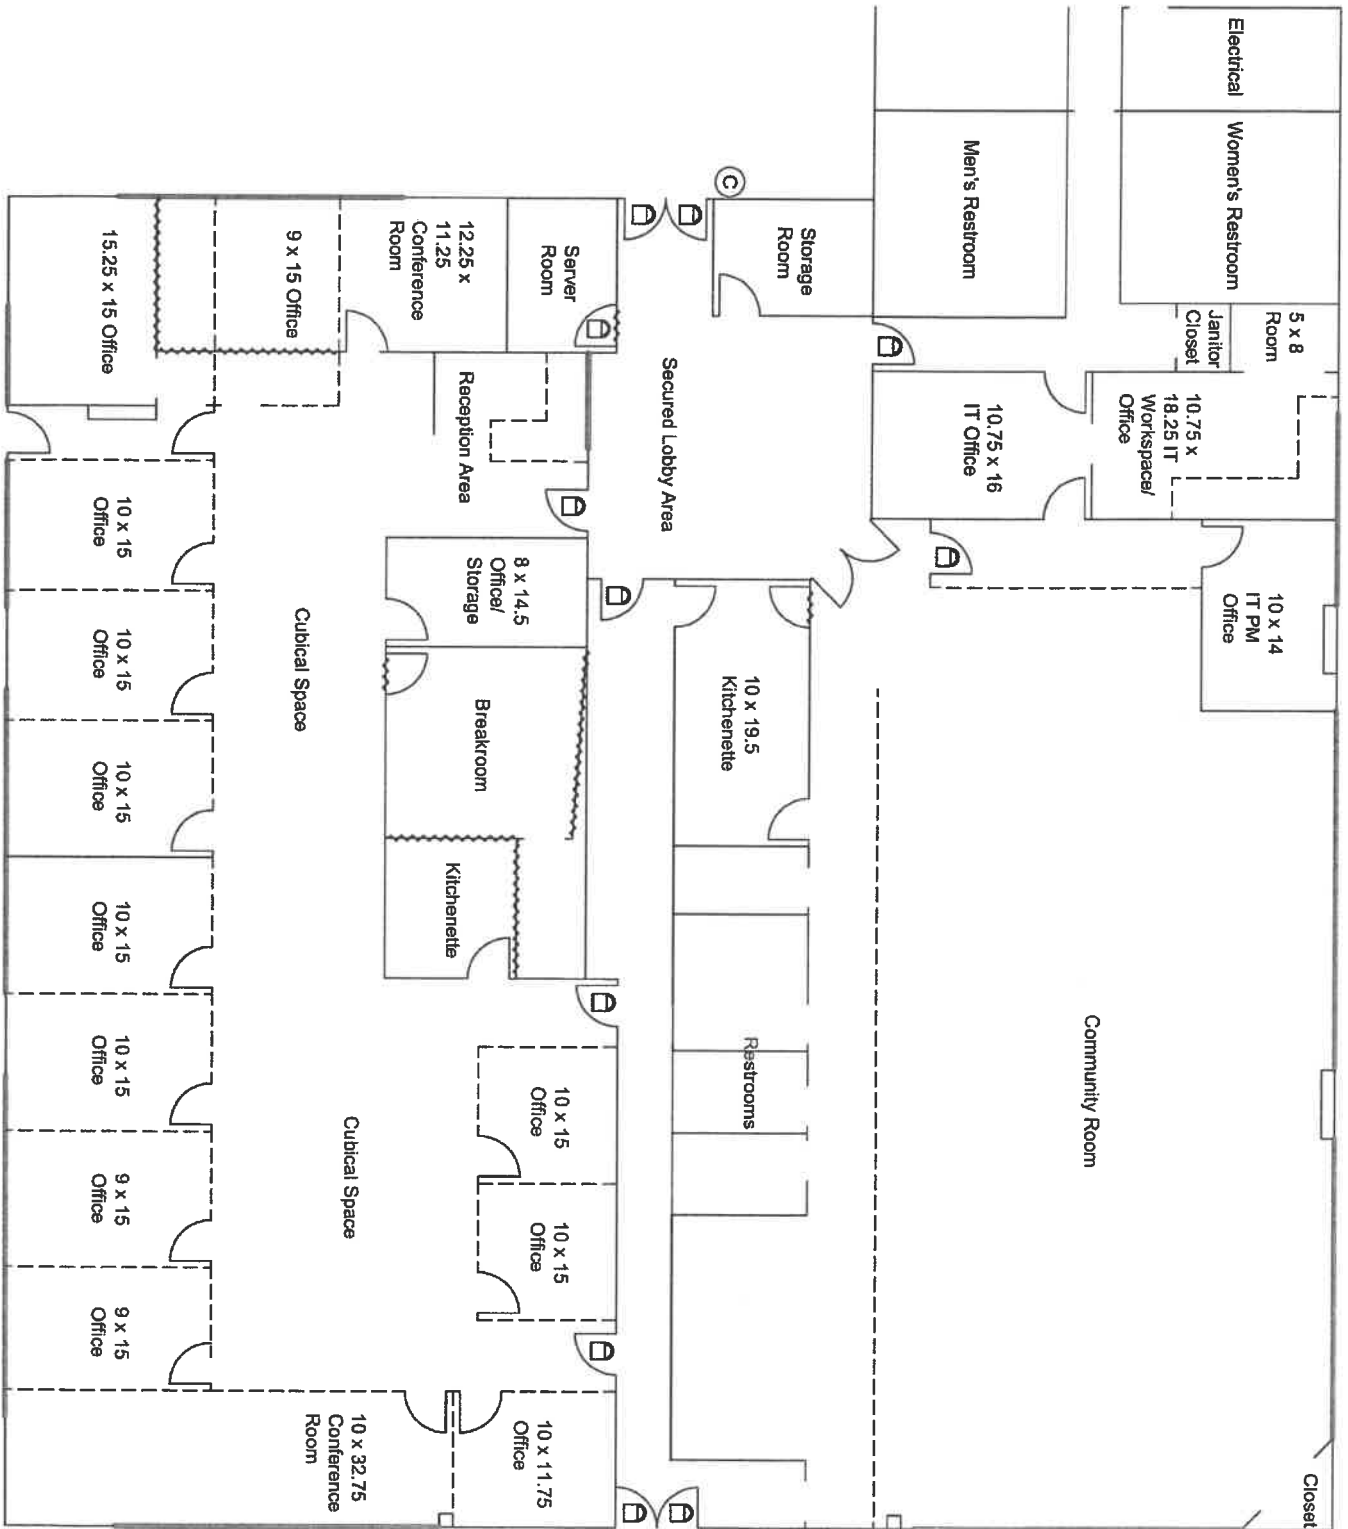 Electrical
Women's Restroom
5 x 8
Room
Janitor
Closet
10.75 x
18.25 IT
Workspace/
Office
10 x 14
IT PM
Office
Closet
Men's Restroom
10.75 x 16
IT Office
Community Room
Storage
Room
C
Secured Lobby Area
10 x 19.5
Kitchenette
Restrooms
Server
Room
12.25 x
11.25
Conference
Room
Reception Area
8 x 14.5
Office/
Storage
Breakroom
Kitchenette
10 x 15
Office
10 x 15
Office
10 x 11.75
Office
9 x 15 Office
Cubical Space
Cubical Space
10 x 32.75
Conference
Room
15.25 x 15 Office
10 x 15
Office
10 x 15
Office
10 x 15
Office
10 x 15
Office
10 x 15
Office
9 x 15
Office
9 x 15
Office